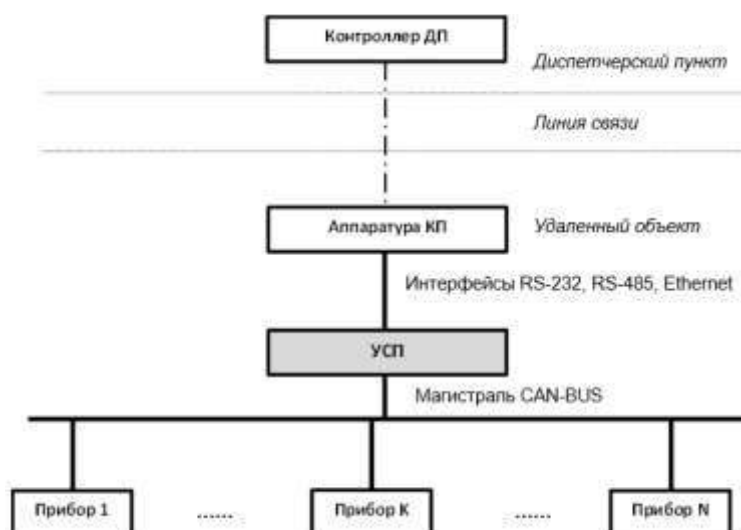 Контроллер ДП
Диспетчерский пункт
Линия связи
Аппаратура КП
Удаленный объект
Интерфейсы RS-232, RS-485, Ethernet
УСП
Магистраль CAN-BUS
Прибор 1 ...... Прибор К ...... Прибор N